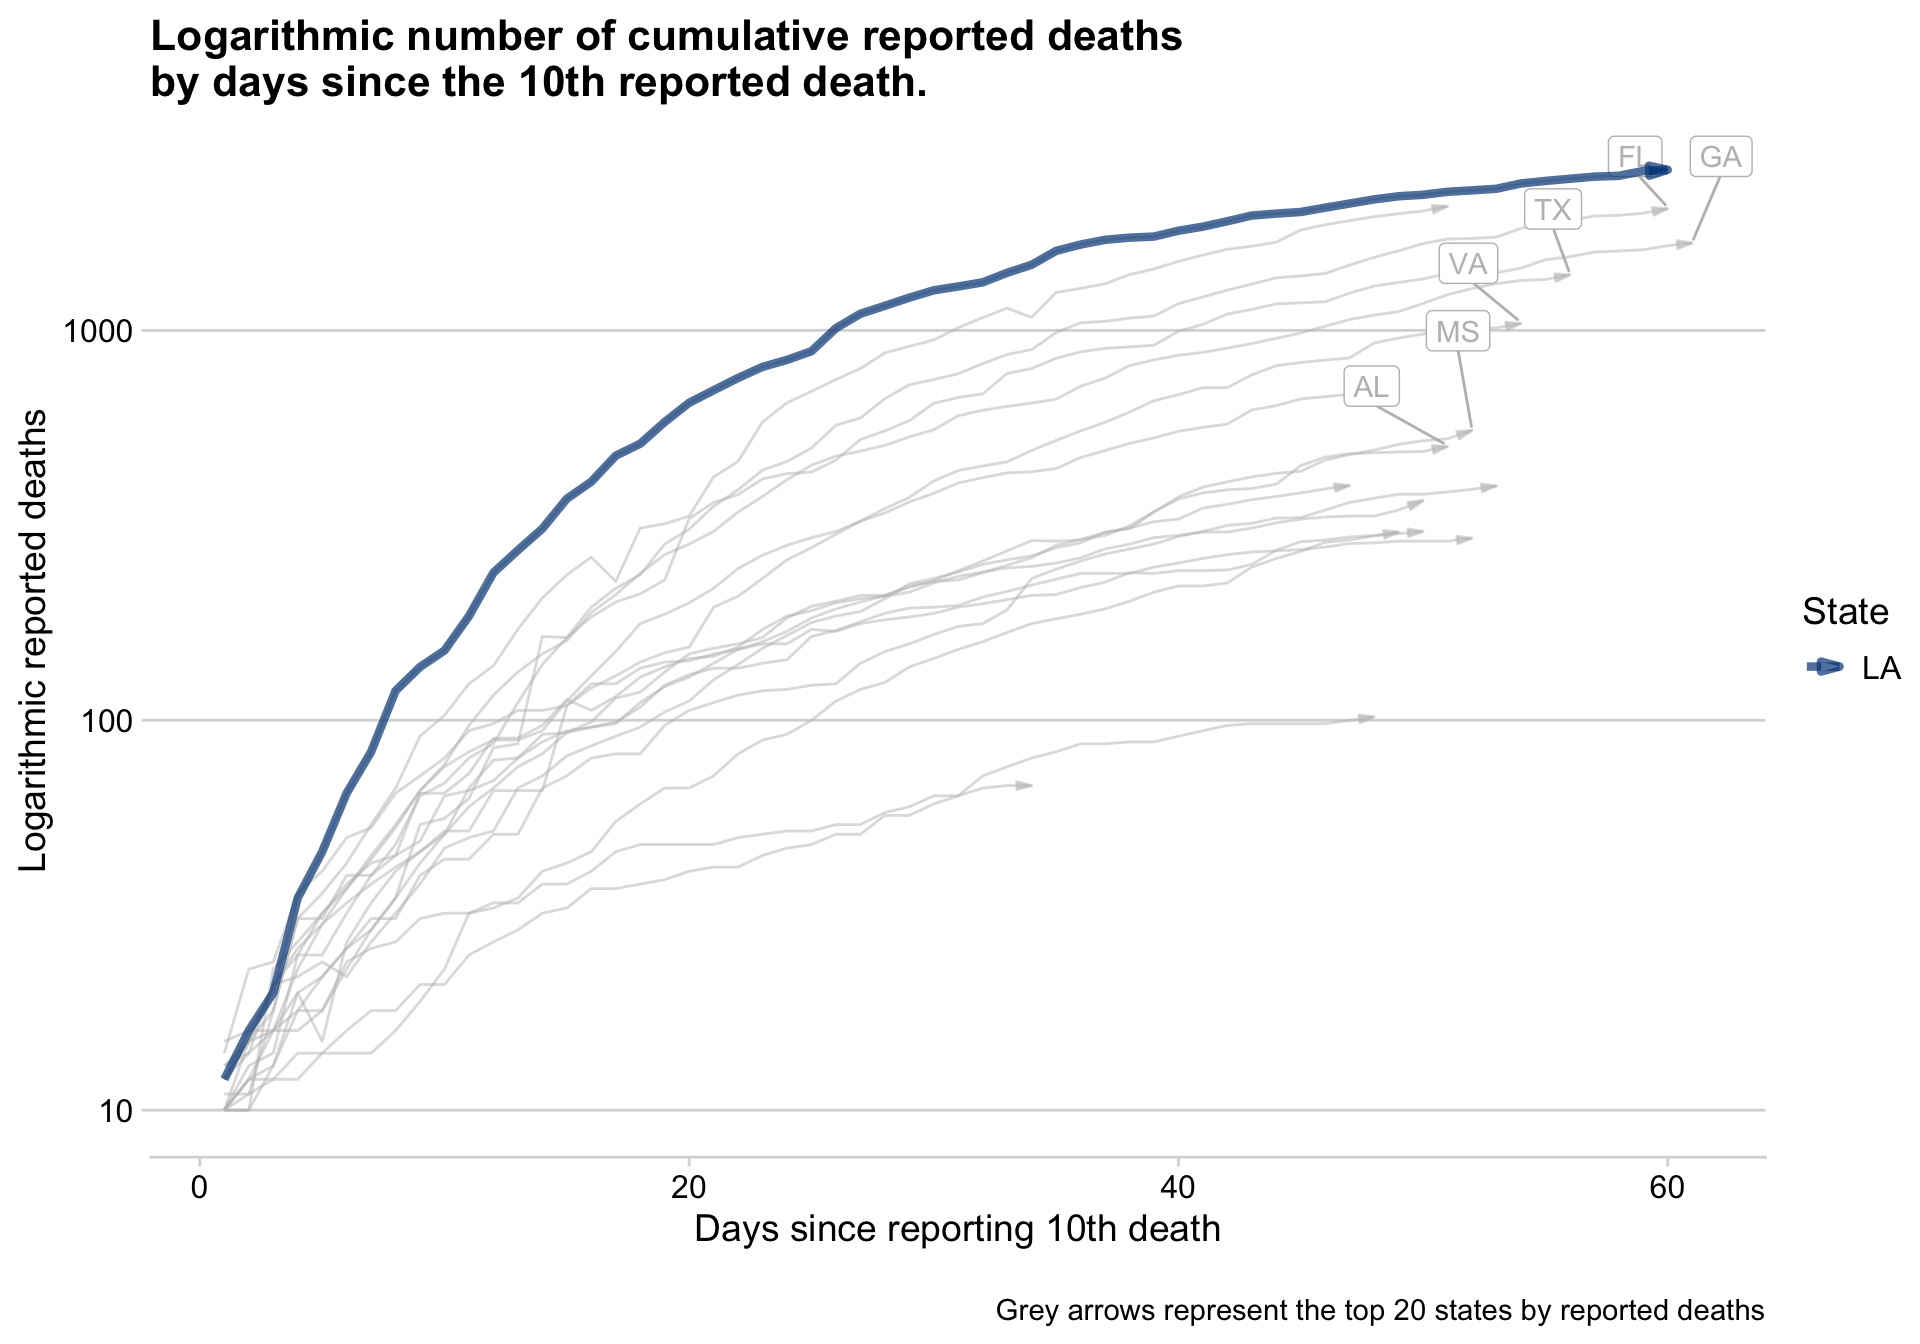 Logarithmic number of cumulative reported deaths
by days since the 10th reported death.
FL
GA
TX
VA
MS
AL
1000
100
10
Logarithmic reported deaths
0
20
40
60
Days since reporting 10th death
State
LA
Grey arrows represent the top 20 states by reported deaths